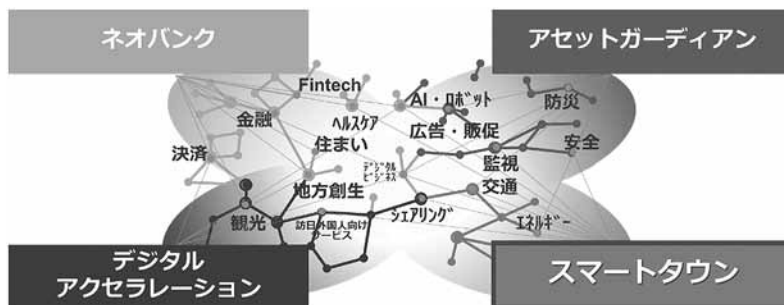 ネオバンク
アセットガーディアン
Fintech
AI・ﾛﾎﾞｯﾄ
防災
金融
ﾍﾙｽｹｱ
広告・販促
決済
住まい
安全
ﾃﾞｼﾞﾀﾙ
ﾋﾞｼﾞﾈｽ
監視
地方創生
交通
観光
訪日外国人向け
サービス
ｼｪｱﾘﾝｸﾞ
ｴﾈﾙｷﾞｰ
デジタル
アクセラレーション
スマートタウン